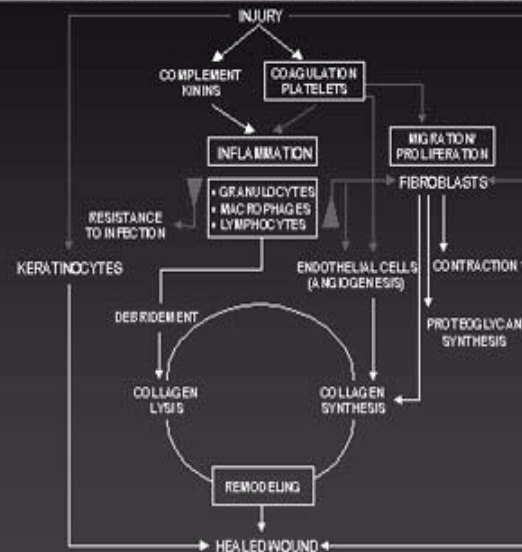 INJURY
COMPLEMENT
KININS
COAGULATION
PLATELETS
MIGRATION/
PROLIFERATION
INFLAMMATION
FIBROBLASTS
• GRANULOCYTES
• MACROPHAGES
• LYMPHOCYTES
RESISTANCE
TO INFECTION
KERATINOCYTES
ENDOTHELIAL CELLS
(ANGIOGENESIS)
CONTRACTION
DEBRIDEMENT
PROTEOGLYCAN
SYNTHESIS
COLLAGEN
LYSIS
COLLAGEN
SYNTHESIS
REMODELING
HEALED WOUND